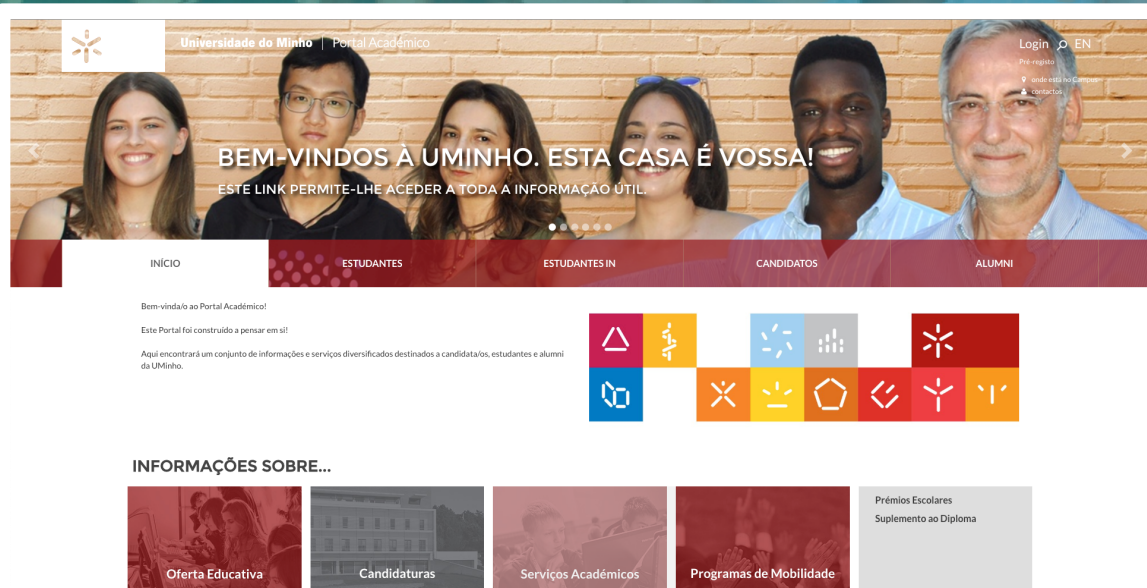 Universidade do Minho | Portal Académico
Login EN
Pré-registo
onde está no Campus
contactos
BEM-VINDOS À UMINHO. ESTA CASA É VOSSA!
ESTE LINK PERMITE-LHE ACEDER A TODA A INFORMAÇÃO ÚTIL.
INÍCIO ESTUDANTES ESTUDANTES IN CANDIDATOS ALUMNI
Bem-vinda/o ao Portal Académico!
Este Portal foi construído a pensar em si!
Aqui encontrará um conjunto de informações e serviços diversificados destinados a candidata/os, estudantes e alumni
da UMinho.
INFORMAÇÕES SOBRE...
Oferta Educativa
Candidaturas
Serviços Académicos
Programas de Mobilidade
Prémios Escolares
Suplemento ao Diploma